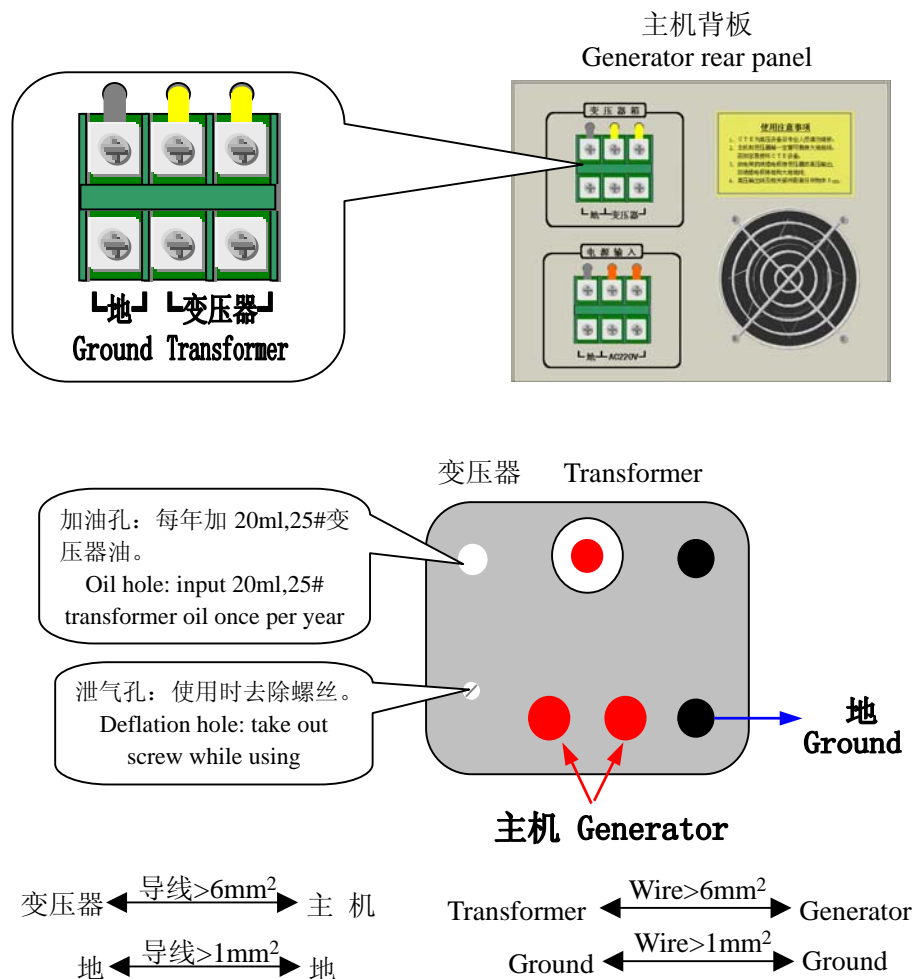 主机背板
Generator rear panel
变压器箱
使用注意事项
地 变压器
电源输入
地 AC220V
地 变压器
Ground Transformer
变压器 Transformer
加油孔：每年加 20ml,25#变
压器油。
Oil hole: input 20ml,25#
transformer oil once per year
泄气孔：使用时去除螺丝。
Deflation hole: take out
screw while using
地
Ground
主机 Generator
变压器 导线>6mm² 主 机
地 导线>1mm² 地
Transformer Wire>6mm² Generator
Ground Wire>1mm² Ground